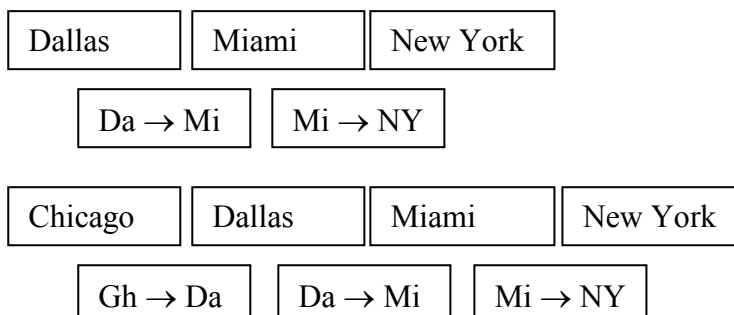 Dallas Miami New York
Da → Mi Mi → NY
Chicago Dallas Miami New York
Gh → Da Da → Mi Mi → NY